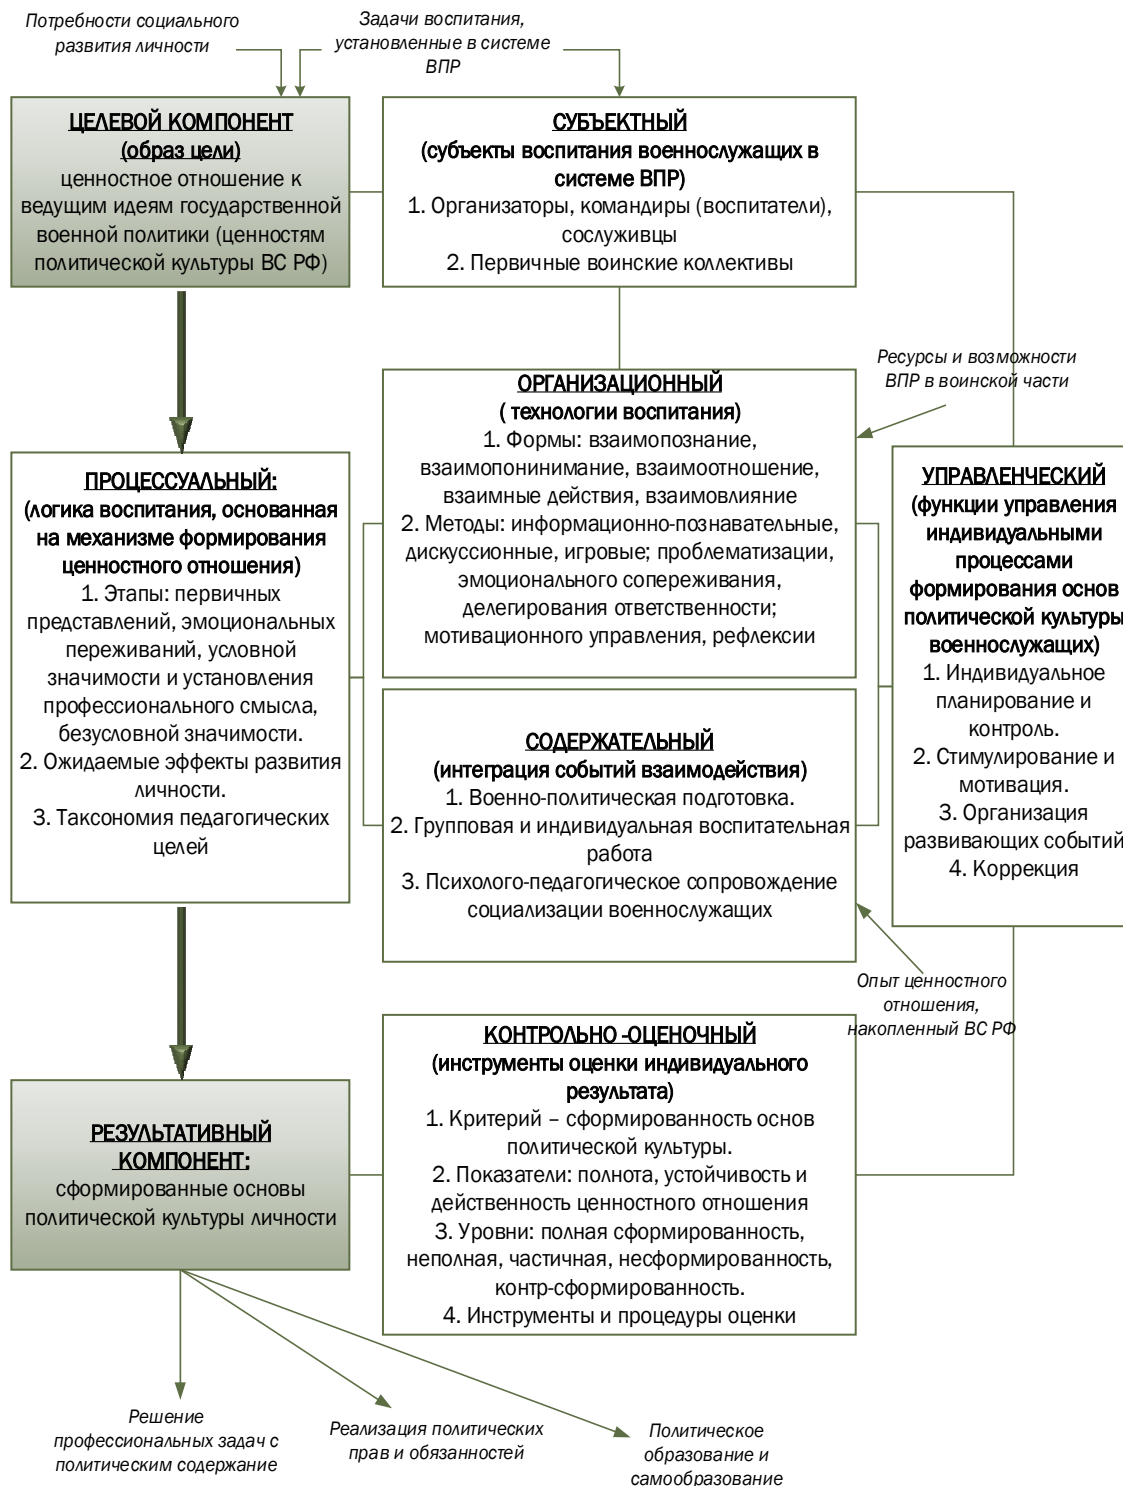 Потребности социального
развития личности
Задачи воспитания,
установленные в системе
ВПР
ЦЕЛЕВОЙ КОМПОНЕНТ
(образ цели)
ценностное отношение к
ведущим идеям государственной
военной политики (ценностям
политической культуры ВС РФ)
СУБЪЕКТНЫЙ
(субъекты воспитания военнослужащих в
системе ВПР)
1. Организаторы, командиры (воспитатели),
сослуживцы
2. Первичные воинские коллективы
Ресурсы и возможности
ВПР в воинской части
ОРГАНИЗАЦИОННЫЙ
( технологии воспитания)
1. Формы: взаимопознание,
взаимопонинимание, взаимоотношение,
взаимные действия, взаимовлияние
2. Методы: информационно-познавательные,
дискуссионные, игровые; проблематизации,
эмоционального сопереживания,
делегирования ответственности;
мотивационного управления, рефлексии
ПРОЦЕССУАЛЬНЫЙ:
(логика воспитания, основанная
на механизме формирования
ценностного отношения)
1. Этапы: первичных
представлений, эмоциональных
переживаний, условной
значимости и установления
профессионального смысла,
безусловной значимости.
2. Ожидаемые эффекты развития
личности.
3. Таксономия педагогических
целей
УПРАВЛЕНЧЕСКИЙ
(функции управления
индивидуальными
процессами
формирования основ
политической культуры
военнослужащих)
1. Индивидуальное
планирование и
контроль.
2. Стимулирование и
мотивация.
3. Организация
развивающих событий
4. Коррекция
СОДЕРЖАТЕЛЬНЫЙ
(интеграция событий взаимодействия)
1. Военно-политическая подготовка.
2. Групповая и индивидуальная воспитательная
работа
3. Психолого-педагогическое сопровождение
социализации военнослужащих
Опыт ценностного
отношения,
накопленный ВС РФ
КОНТРОЛЬНО -ОЦЕНОЧНЫЙ
(инструменты оценки индивидуального
результата)
1. Критерий – сформированность основ
политической культуры.
2. Показатели: полнота, устойчивость и
действенность ценностного отношения
3. Уровни: полная сформированность,
неполная, частичная, несформированность,
контр-сформированность.
4. Инструменты и процедуры оценки
РЕЗУЛЬТАТИВНЫЙ
КОМПОНЕНТ:
сформированные основы
политической культуры личности
Решение
профессиональных задач с
политическим содержание
Реализация политических
прав и обязанностей
Политическое
образование и
самообразование